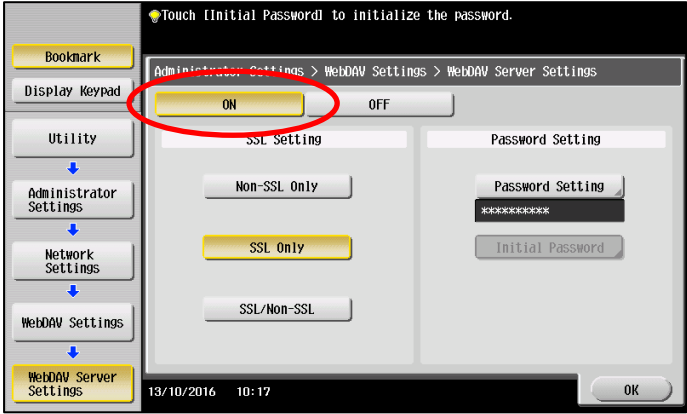 Touch [Initial Password] to initialize the password.
Bookmark
Display Keypad
Utility
Administrator
Settings
Network
Settings
WebDAV Settings
WebDAV Server
Settings
Administrator Settings > WebDAV Settings > WebDAV Server Settings
ON
OFF
SSL Setting
Non-SSL Only
SSL Only
SSL/Non-SSL
Password Setting
Password Setting
**********
Initial Password
13/10/2016 10:17
OK